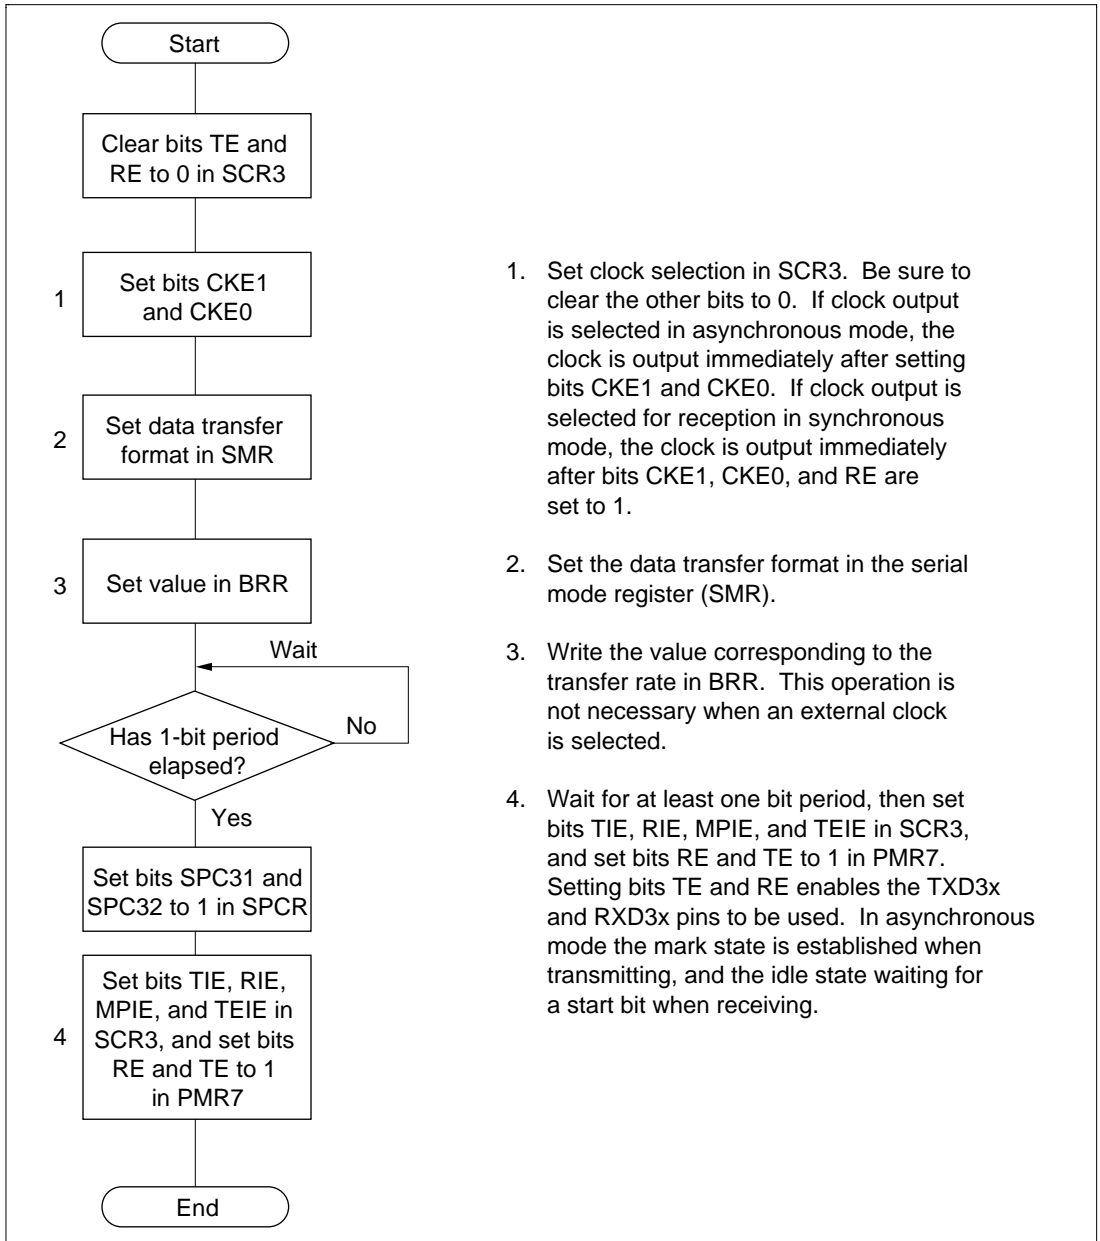 Start
Clear bits TE and
RE to 0 in SCR3
1
Set bits CKE1
and CKE0
2
Set data transfer
format in SMR
3
Set value in BRR
Wait
Has 1-bit period
elapsed?
No
Yes
Set bits SPC31 and
SPC32 to 1 in SPCR
4
Set bits TIE, RIE,
MPIE, and TEIE in
SCR3, and set bits
RE and TE to 1
in PMR7
End
1. Set clock selection in SCR3. Be sure to
clear the other bits to 0. If clock output
is selected in asynchronous mode, the
clock is output immediately after setting
bits CKE1 and CKE0. If clock output is
selected for reception in synchronous
mode, the clock is output immediately
after bits CKE1, CKE0, and RE are
set to 1.
2. Set the data transfer format in the serial
mode register (SMR).
3. Write the value corresponding to the
transfer rate in BRR. This operation is
not necessary when an external clock
is selected.
4. Wait for at least one bit period, then set
bits TIE, RIE, MPIE, and TEIE in SCR3,
and set bits RE and TE to 1 in PMR7.
Setting bits TE and RE enables the TXD3x
and RXD3x pins to be used. In asynchronous
mode the mark state is established when
transmitting, and the idle state waiting for
a start bit when receiving.